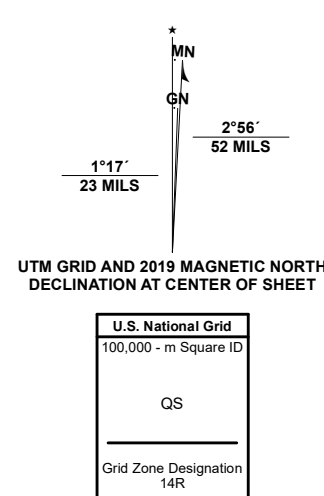 ★
MN
GN
2°56´
52 MILS
1°17´
23 MILS
UTM GRID AND 2019 MAGNETIC NORTH
DECLINATION AT CENTER OF SHEET
U.S. National Grid
100,000 - m Square ID
QS
Grid Zone Designation
14R